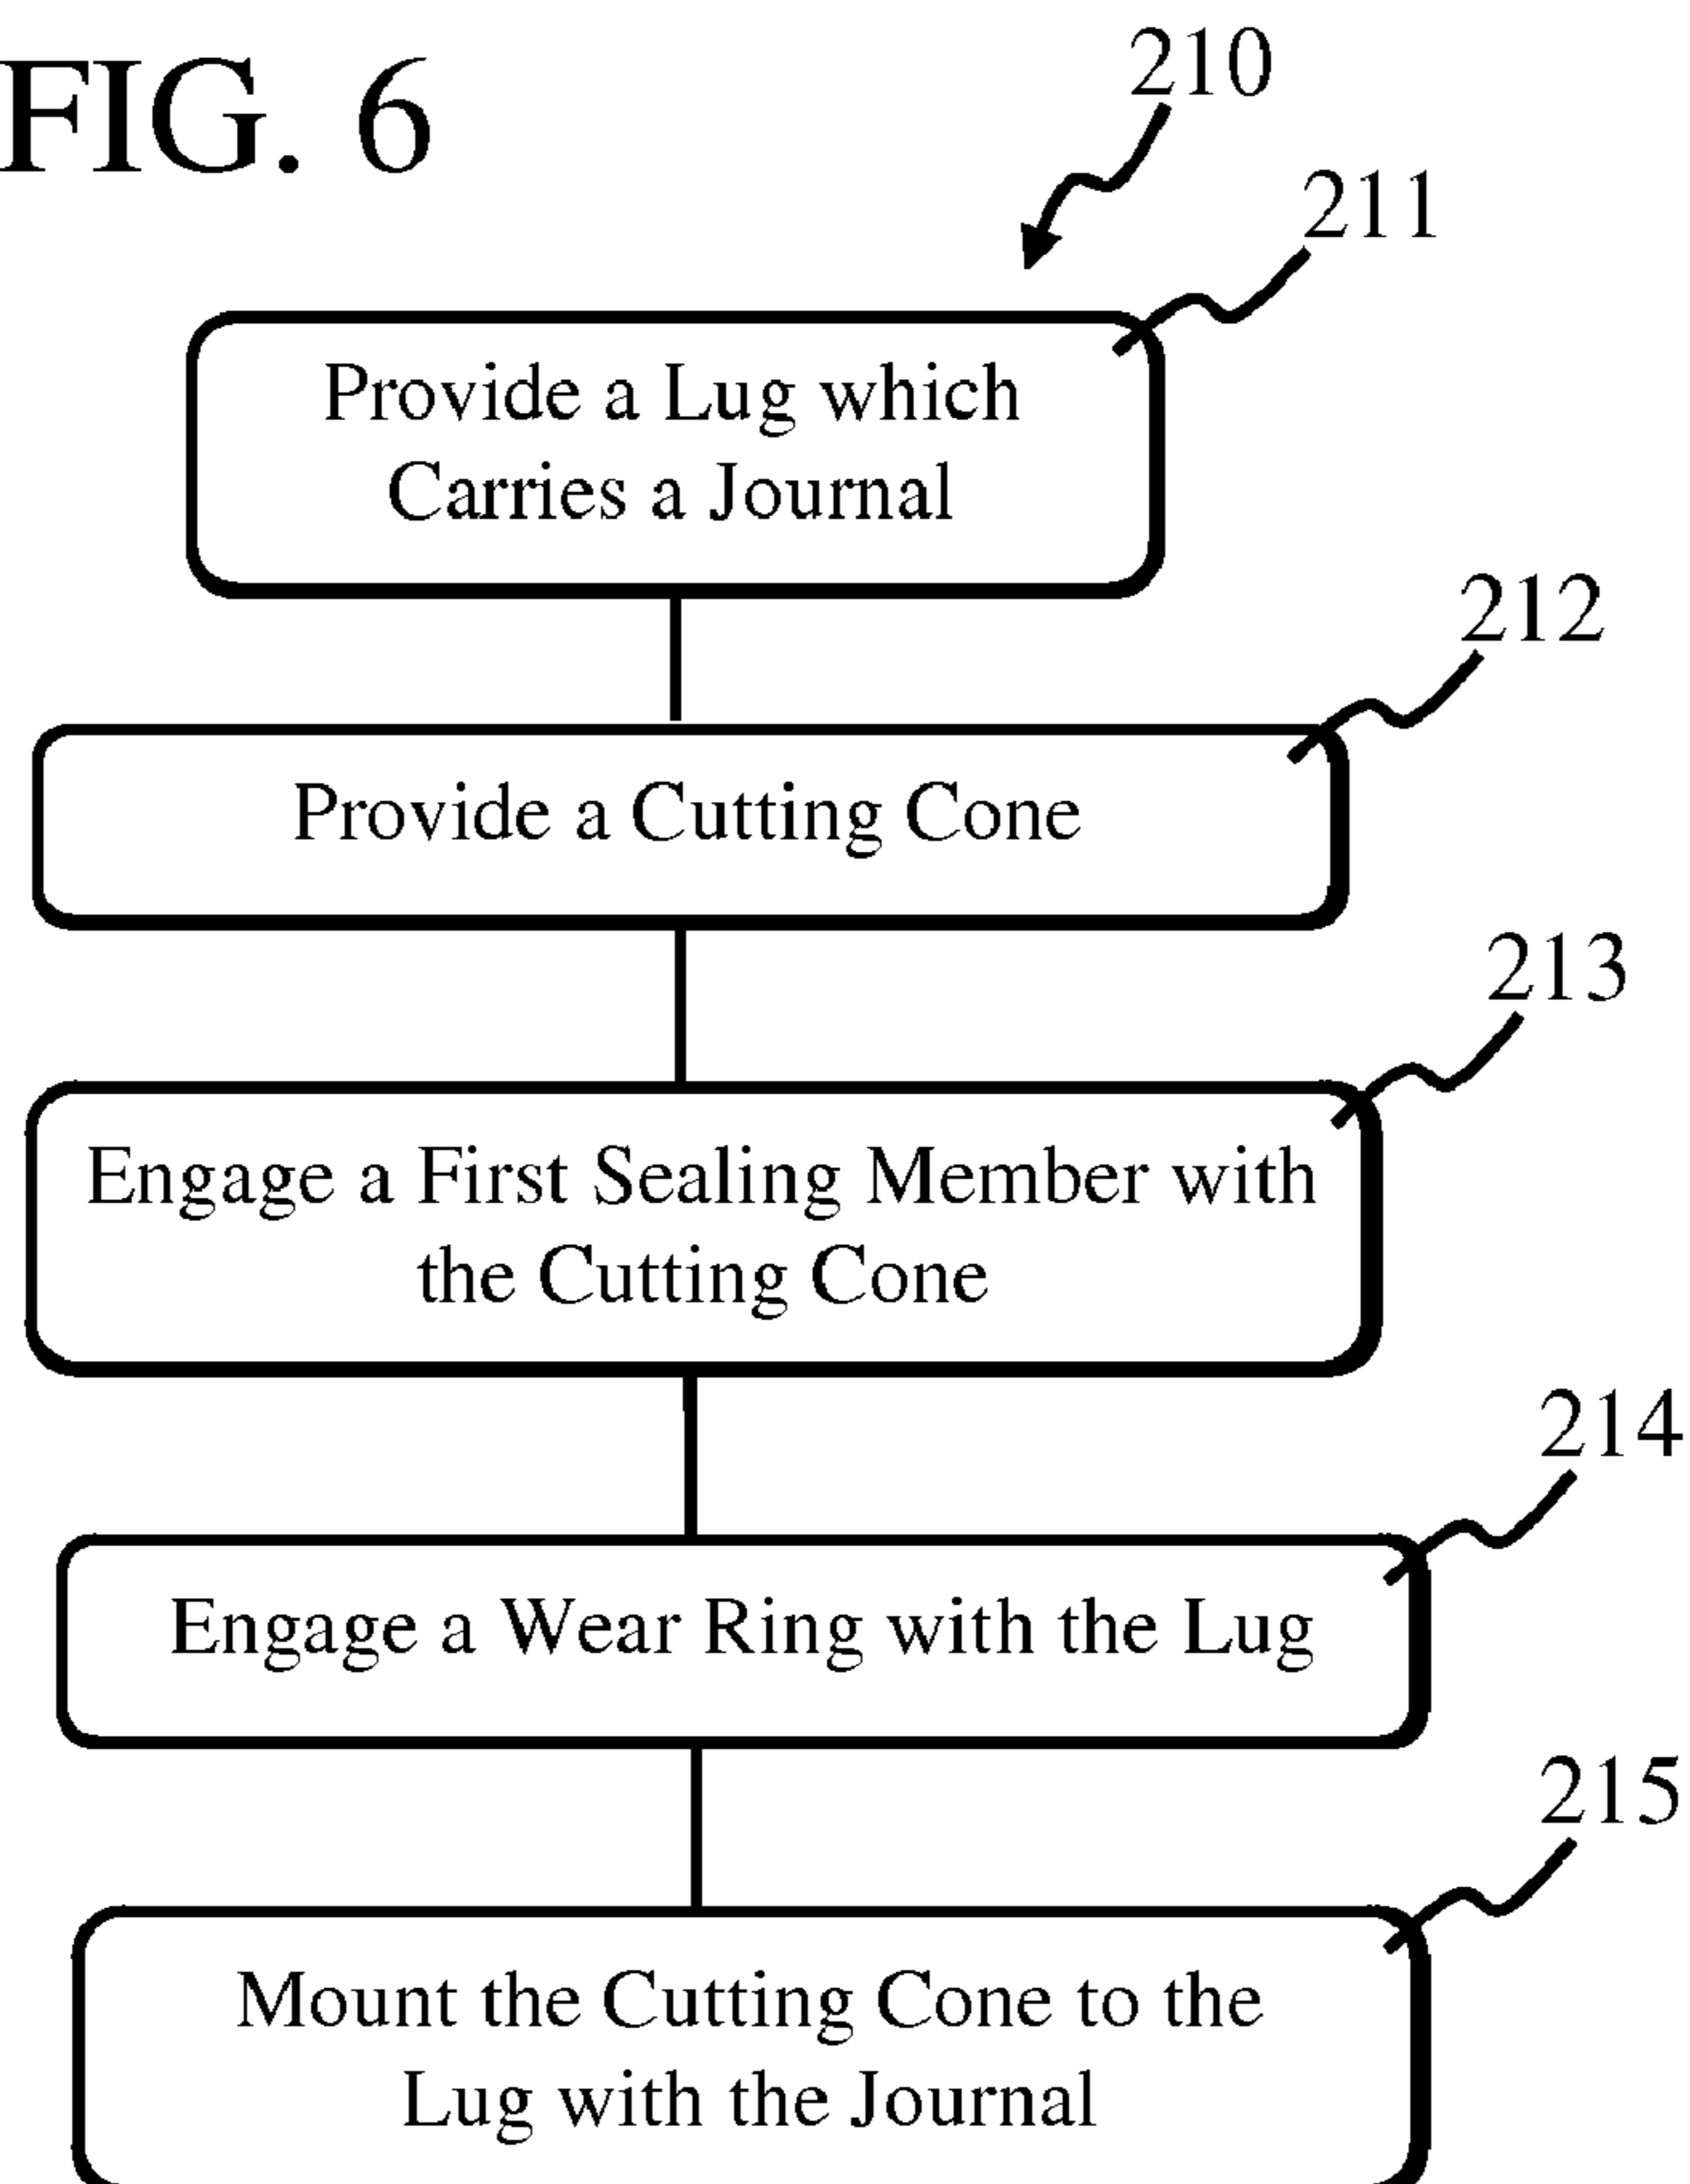 FIG. 6
210
211
Provide a Lug which
Carries a Journal
212
Provide a Cutting Cone
213
Engage a First Sealing Member with
the Cutting Cone
214
Engage a Wear Ring with the Lug
215
Mount the Cutting Cone to the
Lug with the Journal